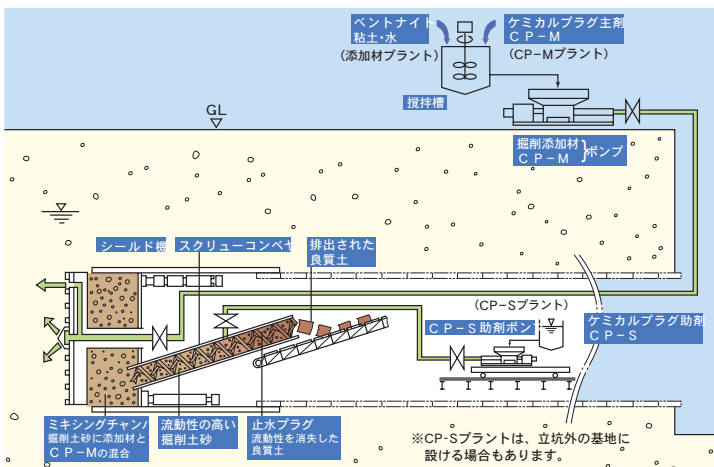 ベントナイト
粘土・水
(添加材プラント)
ケミカルプラグ主剤
CP-M
(CP-Mプラント)
撹拌槽
GL
掘削添加材
CP-M
}ポンプ
シールド機
スクリューコンベヤ
排出された
良質土
(CP-Sプラント)
CP-S助剤ポンプ
ケミカルプラグ助剤
CP-S
ミキシングチャンバ
掘削土砂に添加材と
CP-Mの混合
流動性の高い
掘削土砂
止水プラグ
流動性を消失した
良質土
※CP-Sプラントは、立坑外の基地に
設ける場合もあります。